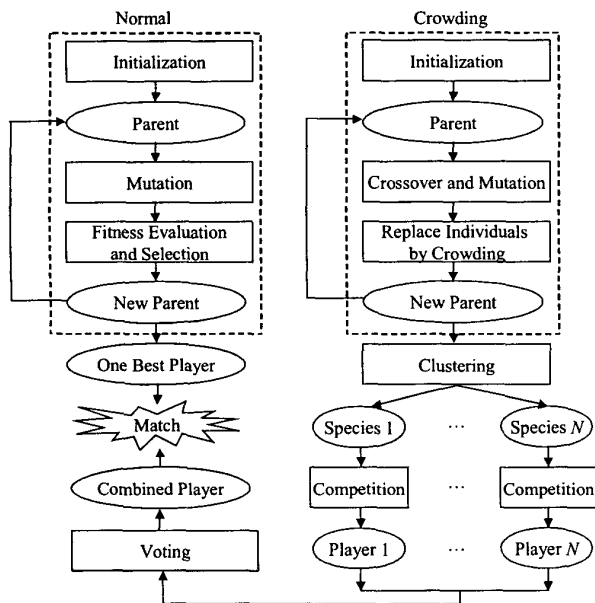 Normal
Initialization
Parent
Mutation
Fitness Evaluation
and Selection
New Parent
One Best Player
Match
Combined Player
Voting
Crowding
Initialization
Parent
Crossover and Mutation
Replace Individuals
by Crowding
New Parent
Clustering
Species 1 ... Species N
Competition ... Competition
Player 1 ... Player N